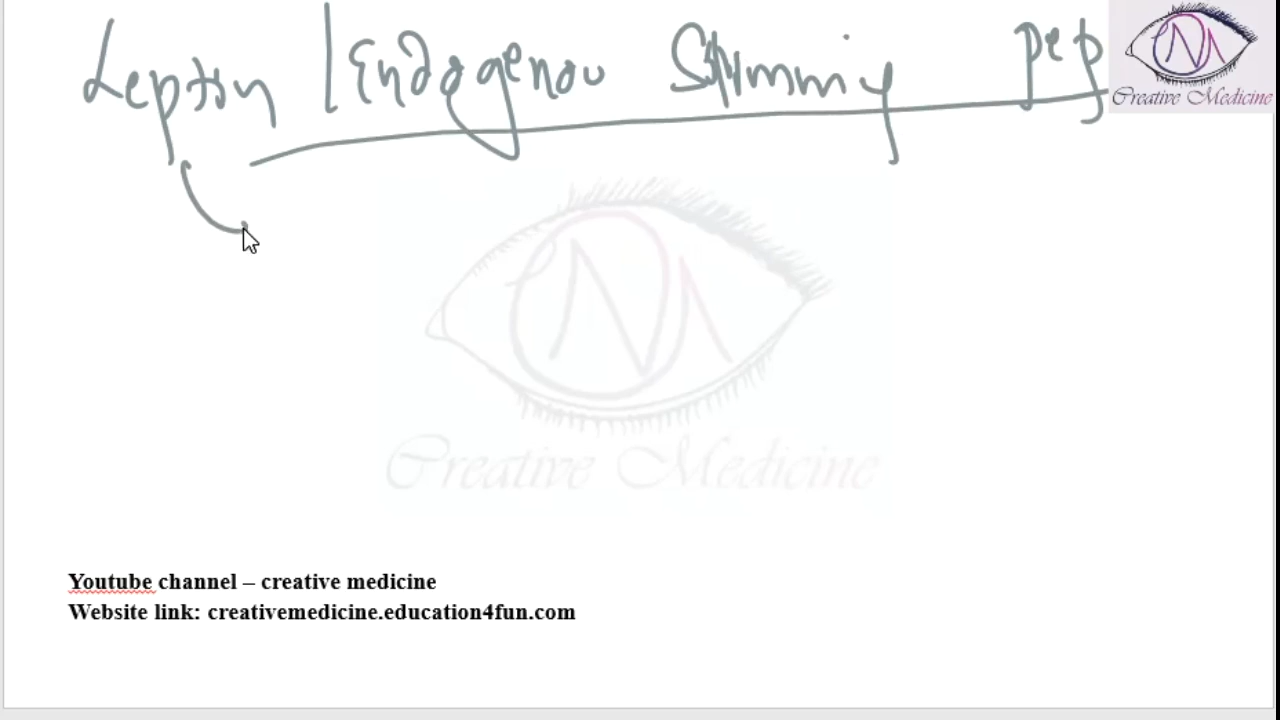 Leptin | Endogenou Slimming pep
Creative Medicine
Creative Medicine
Youtube channel – creative medicine
Website link: creativemedicine.education4fun.com